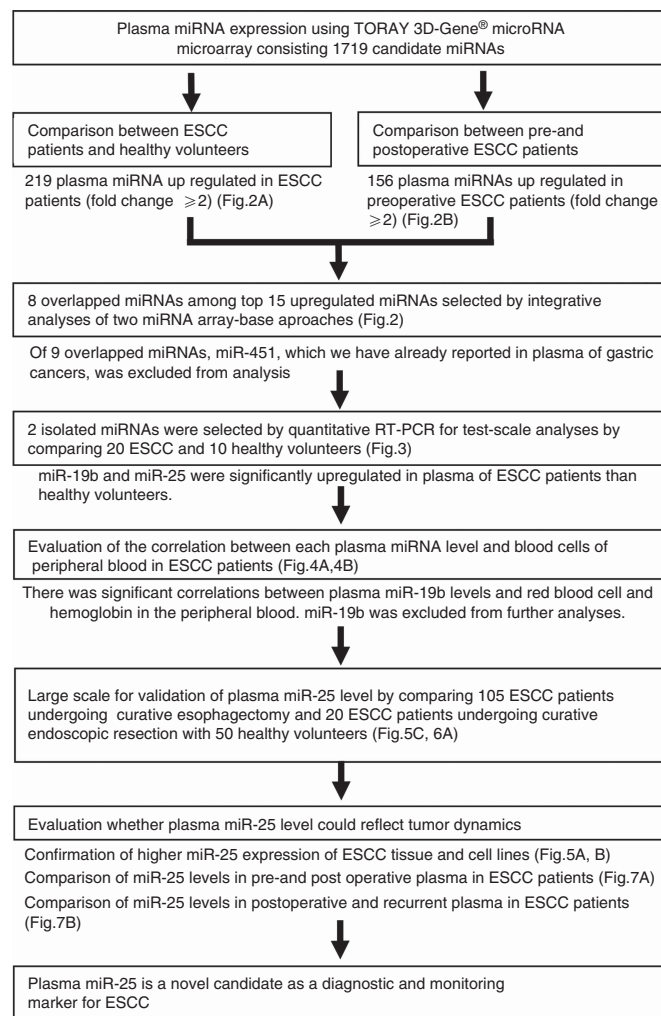 Plasma miRNA expression using TORAY 3D-Gene® microRNA
microarray consisting 1719 candidate miRNAs
Comparison between ESCC
patients and healthy volunteers
Comparison between pre-and
postoperative ESCC patients
219 plasma miRNA up regulated in ESCC
patients (fold change ⩾2) (Fig.2A)
156 plasma miRNAs up regulated in
preoperative ESCC patients (fold change
⩾2) (Fig.2B)
8 overlapped miRNAs among top 15 upregulated miRNAs selected by integrative
analyses of two miRNA array-base aproaches (Fig.2)
Of 9 overlapped miRNAs, miR-451, which we have already reported in plasma of gastric
cancers, was excluded from analysis
2 isolated miRNAs were selected by quantitative RT-PCR for test-scale analyses by
comparing 20 ESCC and 10 healthy volunteers (Fig.3)
miR-19b and miR-25 were significantly upregulated in plasma of ESCC patients than
healthy volunteers.
Evaluation of the correlation between each plasma miRNA level and blood cells of
peripheral blood in ESCC patients (Fig.4A,4B)
There was significant correlations between plasma miR-19b levels and red blood cell and
hemoglobin in the peripheral blood. miR-19b was excluded from further analyses.
Large scale for validation of plasma miR-25 level by comparing 105 ESCC patients
undergoing curative esophagectomy and 20 ESCC patients undergoing curative
endoscopic resection with 50 healthy volunteers (Fig.5C, 6A)
Evaluation whether plasma miR-25 level could reflect tumor dynamics
Confirmation of higher miR-25 expression of ESCC tissue and cell lines (Fig.5A, B)
Comparison of miR-25 levels in pre-and post operative plasma in ESCC patients (Fig.7A)
Comparison of miR-25 levels in postoperative and recurrent plasma in ESCC patients
(Fig.7B)
Plasma miR-25 is a novel candidate as a diagnostic and monitoring
marker for ESCC